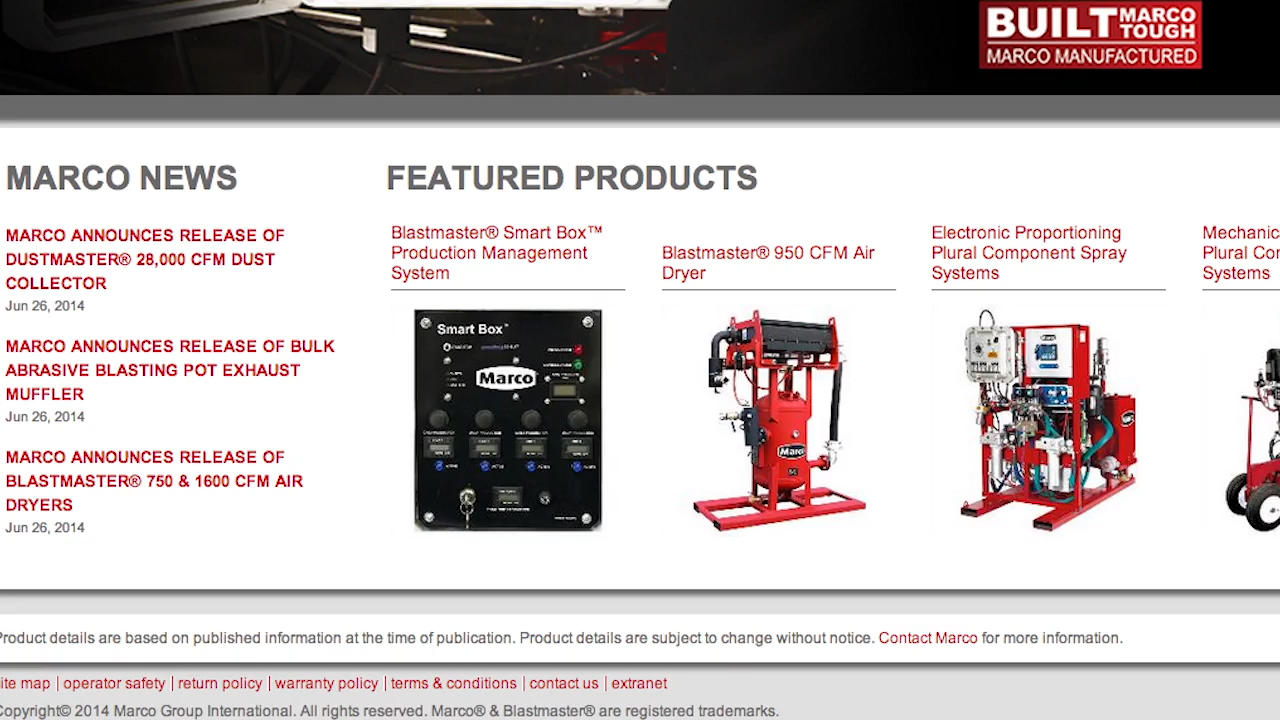 BUILT MARCO TOUGH
MARCO MANUFACTURED
MARCO NEWS
MARCO ANNOUNCES RELEASE OF
DUSTMASTER® 28,000 CFM DUST
COLLECTOR
Jun 26, 2014
MARCO ANNOUNCES RELEASE OF BULK
ABRASIVE BLASTING POT EXHAUST
MUFFLER
Jun 26, 2014
MARCO ANNOUNCES RELEASE OF
BLASTMASTER® 750 & 1600 CFM AIR
DRYERS
Jun 26, 2014
FEATURED PRODUCTS
Blastmaster® Smart Box™
Production Management
System
Smart Box™
Marco
Blastmaster® 950 CFM Air
Dryer
Marco
Electronic Proportioning
Plural Component Spray
Systems
Mechanic
Plural Co
Systems
Product details are based on published information at the time of publication. Product details are subject to change without notice. Contact Marco for more information.
ite map | operator safety | return policy | warranty policy | terms & conditions | contact us | extranet
Copyright© 2014 Marco Group International. All rights reserved. Marco® & Blastmaster® are registered trademarks.